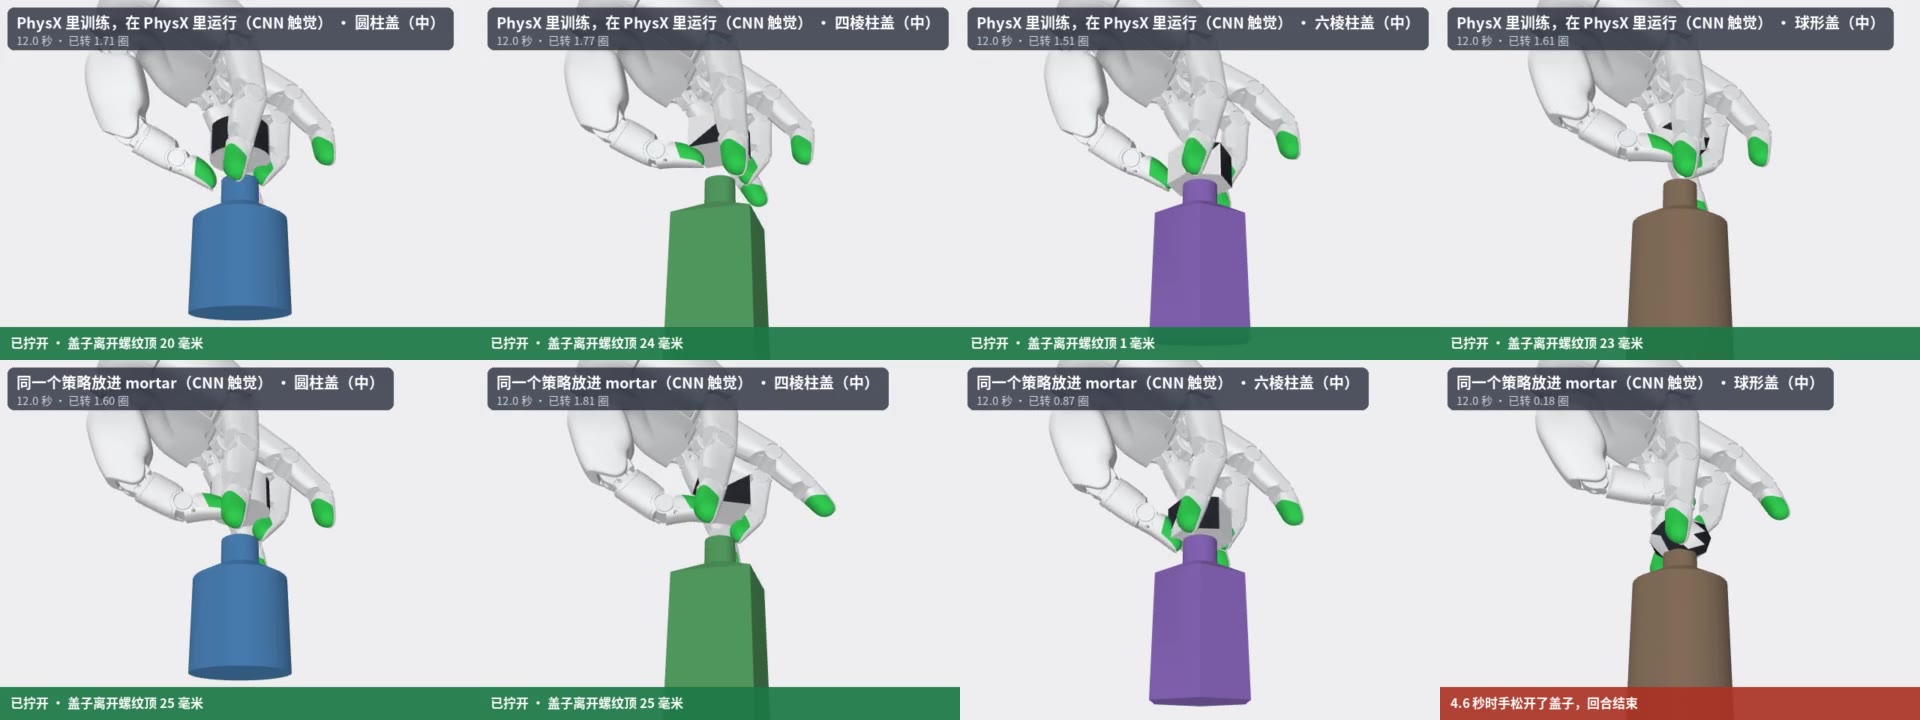 PhysX 里训练，在 PhysX 里运行（CNN 触觉） · 圆柱盖（中）
12.0 秒 · 已转 1.71 圈
PhysX 里训练，在 PhysX 里运行（CNN 触觉） · 四棱柱盖（中）
12.0 秒 · 已转 1.77 圈
PhysX 里训练，在 PhysX 里运行（CNN 触觉） · 六棱柱盖（中）
12.0 秒 · 已转 1.51 圈
PhysX 里训练，在 PhysX 里运行（CNN 触觉） · 球形盖（中）
12.0 秒 · 已转 1.61 圈
已拧开 · 盖子离开螺纹顶 20 毫米
已拧开 · 盖子离开螺纹顶 24 毫米
已拧开 · 盖子离开螺纹顶 1 毫米
已拧开 · 盖子离开螺纹顶 23 毫米
同一个策略放进 mortar（CNN 触觉） · 圆柱盖（中）
12.0 秒 · 已转 1.60 圈
同一个策略放进 mortar（CNN 触觉） · 四棱柱盖（中）
12.0 秒 · 已转 1.81 圈
同一个策略放进 mortar（CNN 触觉） · 六棱柱盖（中）
12.0 秒 · 已转 0.87 圈
同一个策略放进 mortar（CNN 触觉） · 球形盖（中）
12.0 秒 · 已转 0.18 圈
已拧开 · 盖子离开螺纹顶 25 毫米
已拧开 · 盖子离开螺纹顶 25 毫米
4.6 秒时手松开了盖子，回合结束